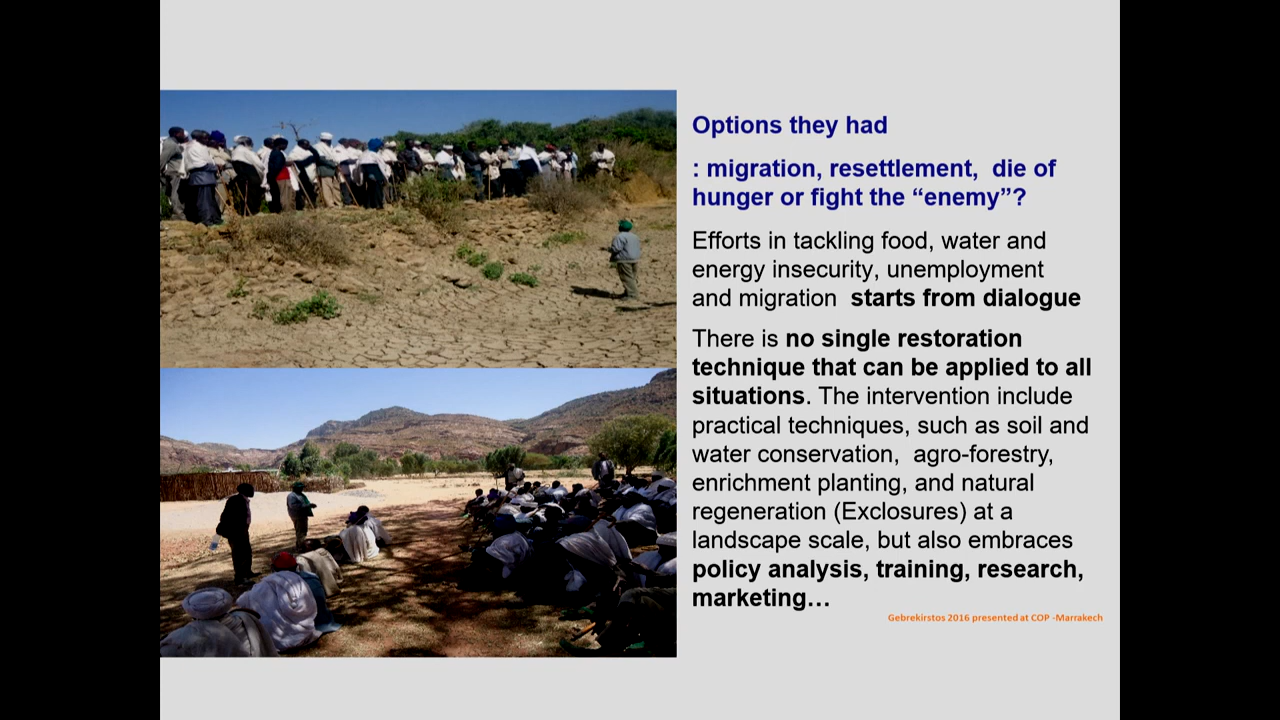 Options they had
: migration, resettlement,  die of
hunger or fight the “enemy”?
Efforts in tackling food, water and
energy insecurity, unemployment
and migration  starts from dialogue
There is no single restoration
technique that can be applied to all
situations. The intervention include
practical techniques, such as soil and
water conservation,  agro-forestry,
enrichment planting, and natural
regeneration (Exclosures) at a
landscape scale, but also embraces
policy analysis, training, research,
marketing…
Gebrekirstos 2016 presented at COP -Marrakech